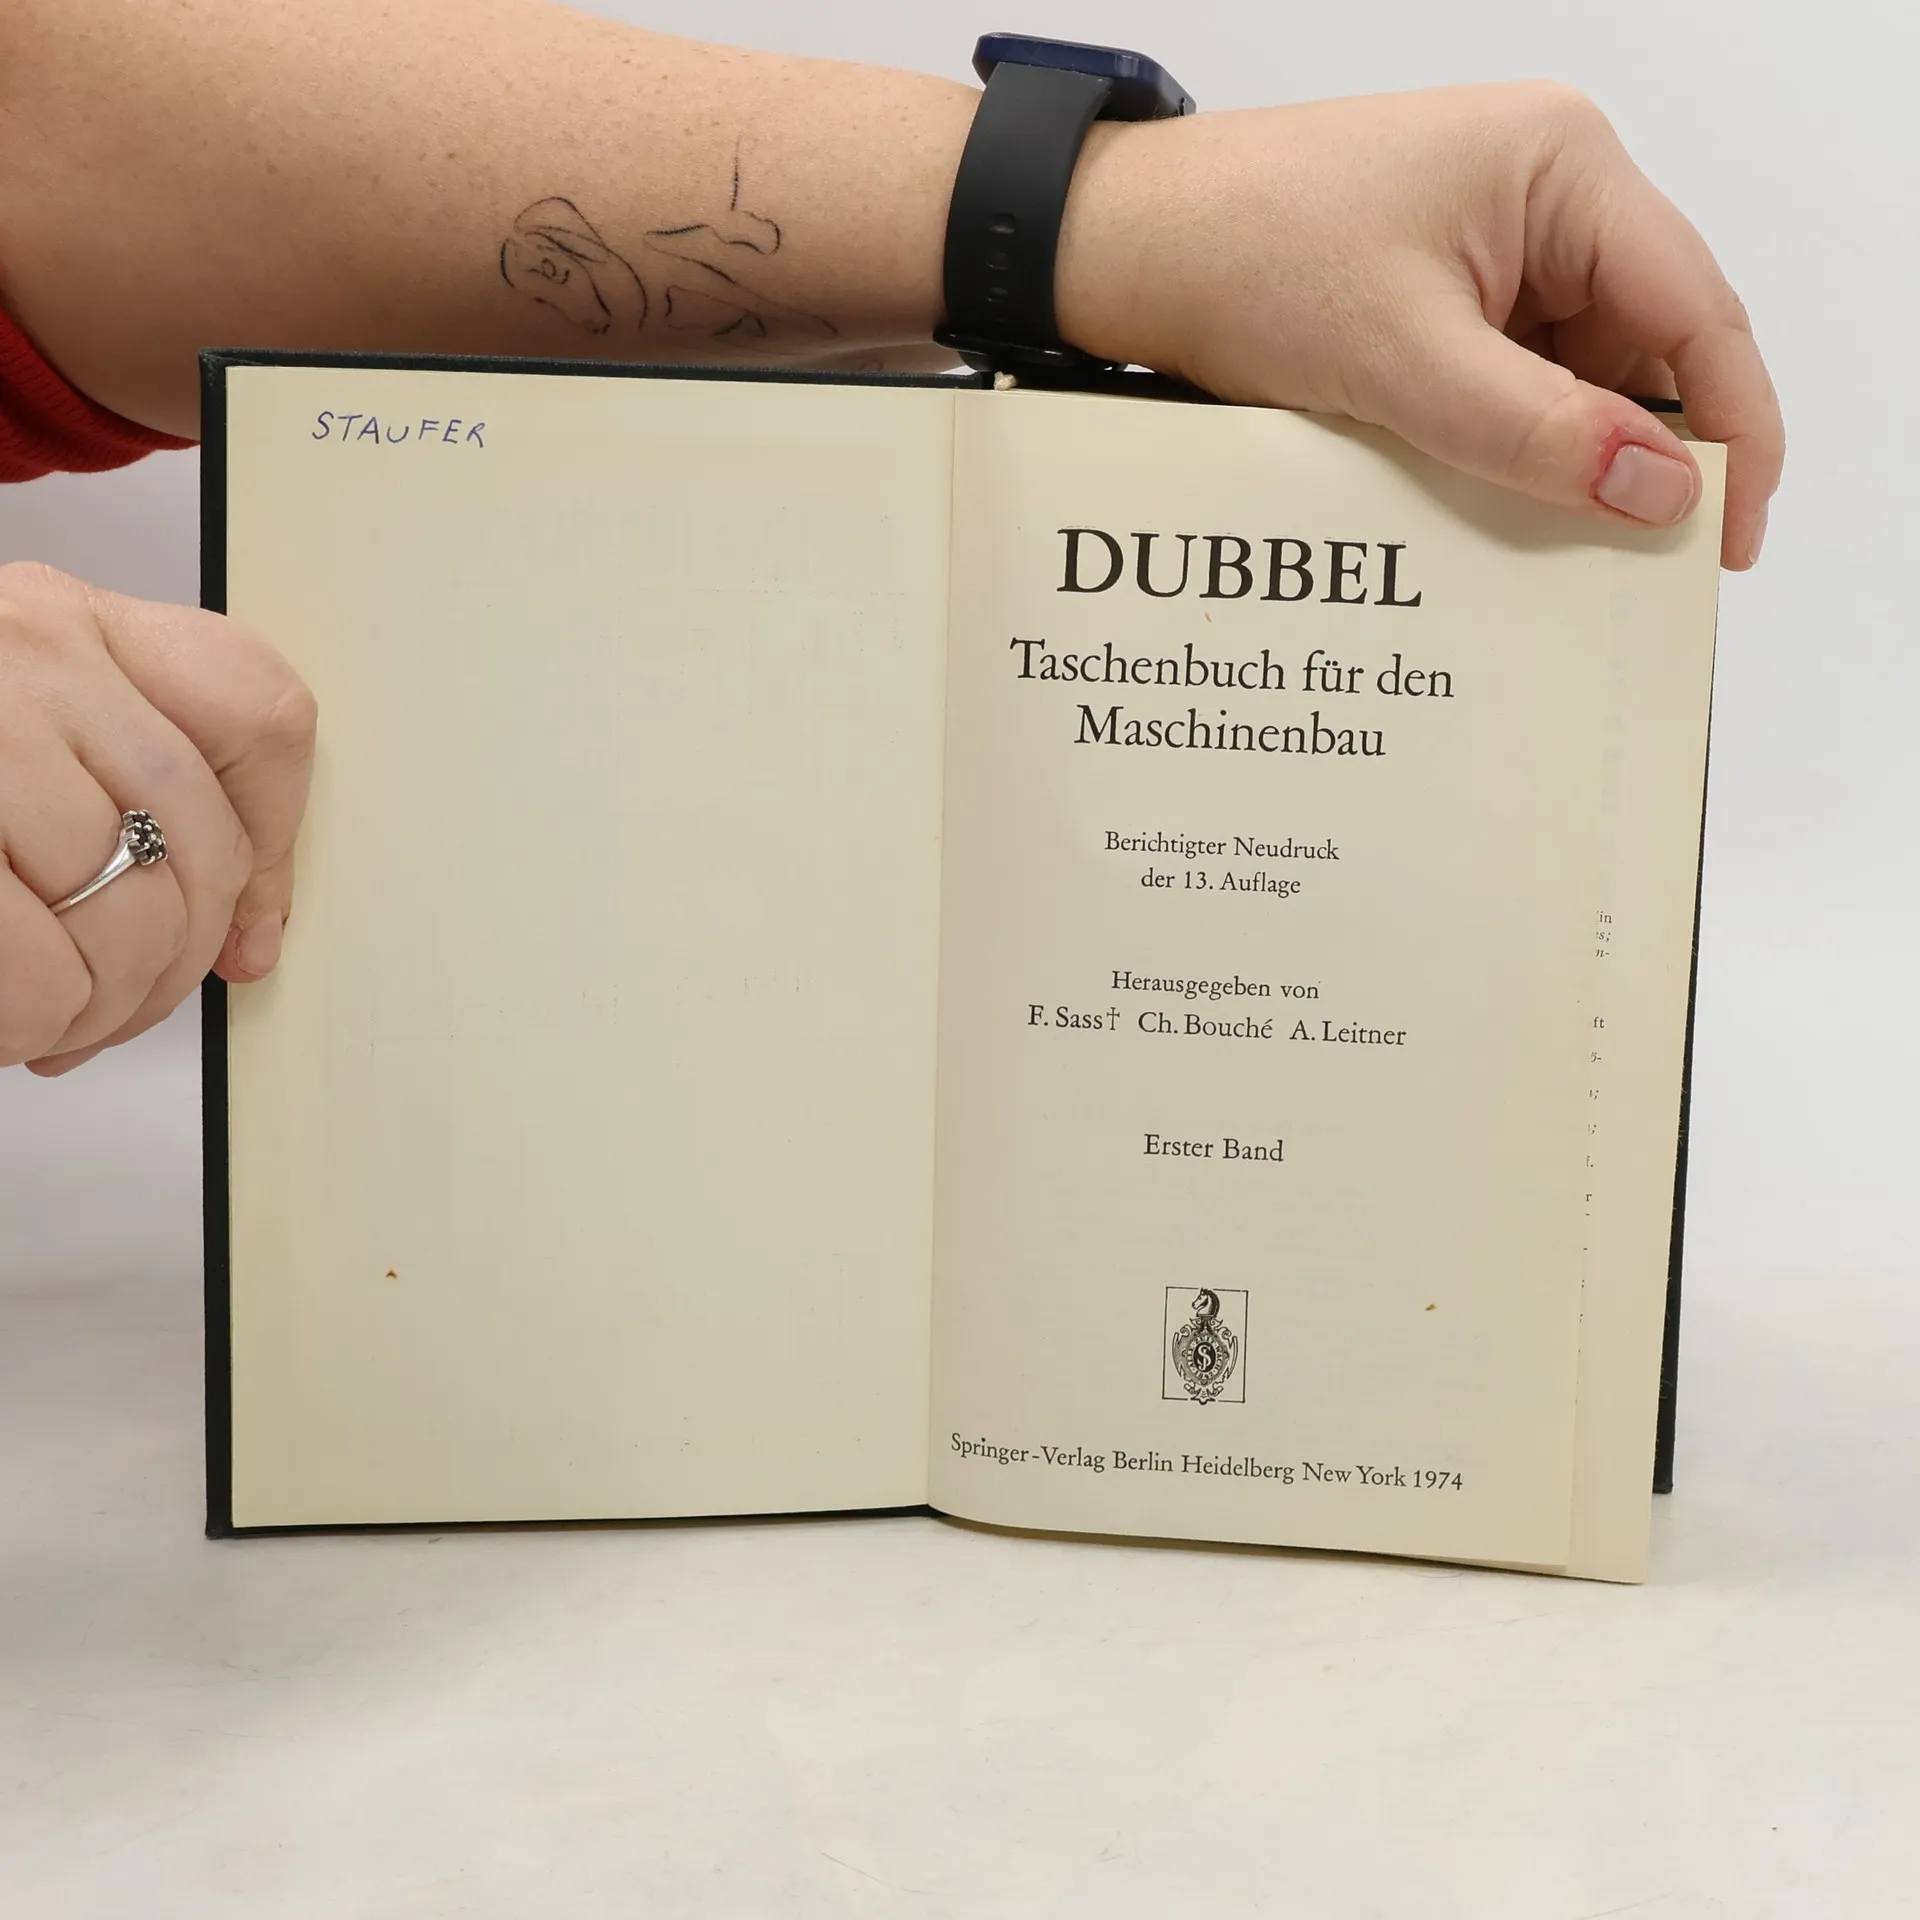 STAUFER
DUBBEL
Taschenbuch für den
Maschinenbau
Berichtigter Neudruck
der 13. Auflage
Herausgegeben von
F. Sass† Ch. Bouché A. Leitner
Erster Band
Springer-Verlag Berlin Heidelberg New York 1974